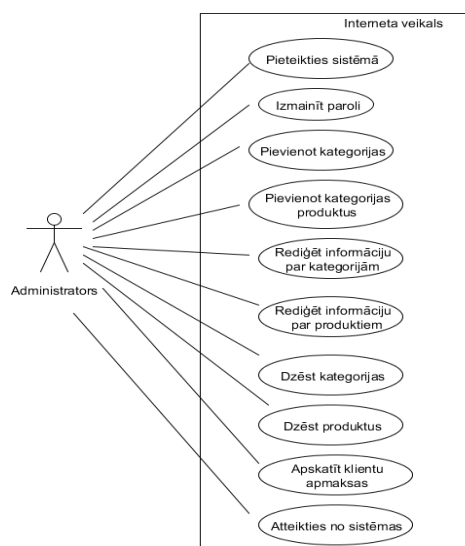 Interneta veikals
Pieteikties sistēmā
Izmainīt paroli
Pievienot kategorijas
Pievienot kategorijas
produktus
Rediģēt informāciju
par kategorijām
Administrators
Rediģēt informāciju
par produktiem
Dzēst kategorijas
Dzēst produktus
Apskatīt klientu
apmaksas
Atteikties no sistēmas